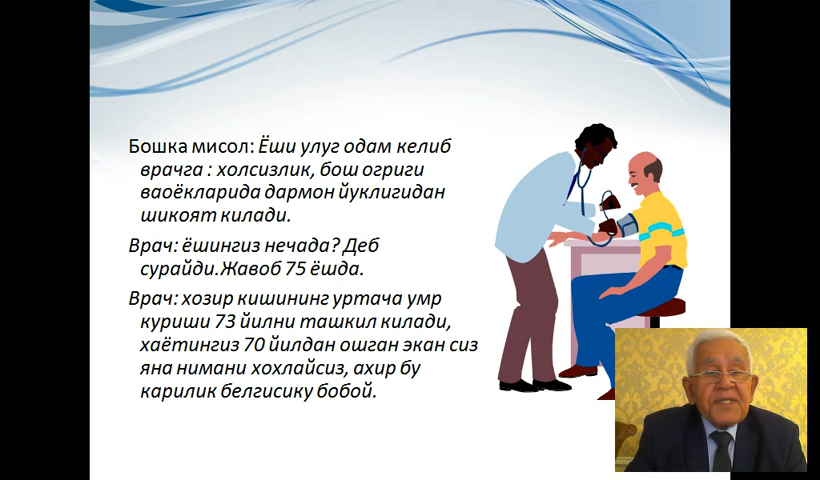 Бошка мисол: Ёши улуг одам келиб
врачга : холсизлик, бош огриги
ваоёкларида дармон йуклигидан
шикоят килади.
Врач: ёшингиз нечада? Деб
сурайди.Жавоб 75 ёшда.
Врач: хозир кишининг уртача умр
куриши 73 йилни ташкил килади,
хаётингиз 70 йилдан ошган экан сиз
яна нимани хохлайсиз, ахир бу
карилик белгисику бобой.